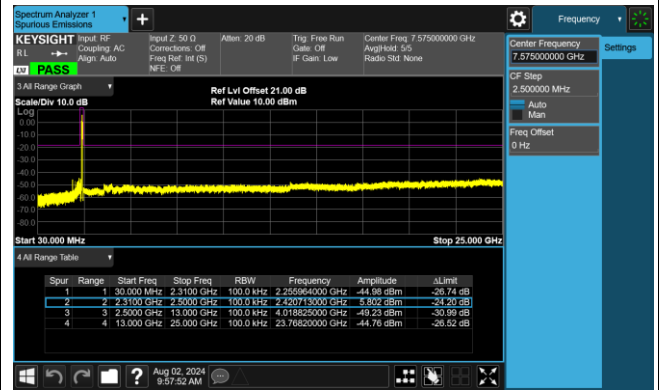 Spectrum Analyzer 1
Spurious Emissions
Frequency
KEYSIGHT Input: RF Input Z: 50 Ω Atten: 20 dB Trig: Free Run Center Freq: 7.575000000 GHz
RL Coupling: AC Corrections: Off Gate: Off Avg|Hold: 5/5
Align: Auto Freq Ref: Int (S) IF Gain: Low Radio Std: None
NFE: Off
LXI PASS
Center Frequency
7.575000000 GHz
Settings
CF Step
2.500000 MHz
Auto
Man
Freq Offset
0 Hz
3 All Range Graph
Ref Lvl Offset 21.00 dB
Scale/Div 10.0 dB Ref Value 10.00 dBm
Log
0.00
-10.0
-20.0
-30.0
-40.0
-50.0
-60.0
-70.0
-80.0
Start 30.000 MHz Stop 25.000 GHz
4 All Range Table
Spur Range Start Freq Stop Freq RBW Frequency Amplitude ΔLimit
1 1 30.000 MHz 2.3100 GHz 100.0 kHz 2.255964000 GHz -44.98 dBm -26.74 dB
2 2 2.3100 GHz 2.5000 GHz 100.0 kHz 2.420713000 GHz 5.802 dBm -24.20 dB
3 3 2.5000 GHz 13.000 GHz 100.0 kHz 4.018825000 GHz -49.23 dBm -30.99 dB
4 4 13.000 GHz 25.000 GHz 100.0 kHz 23.76820000 GHz -44.76 dBm -26.52 dB
?
Aug 02, 2024
9:57:52 AM